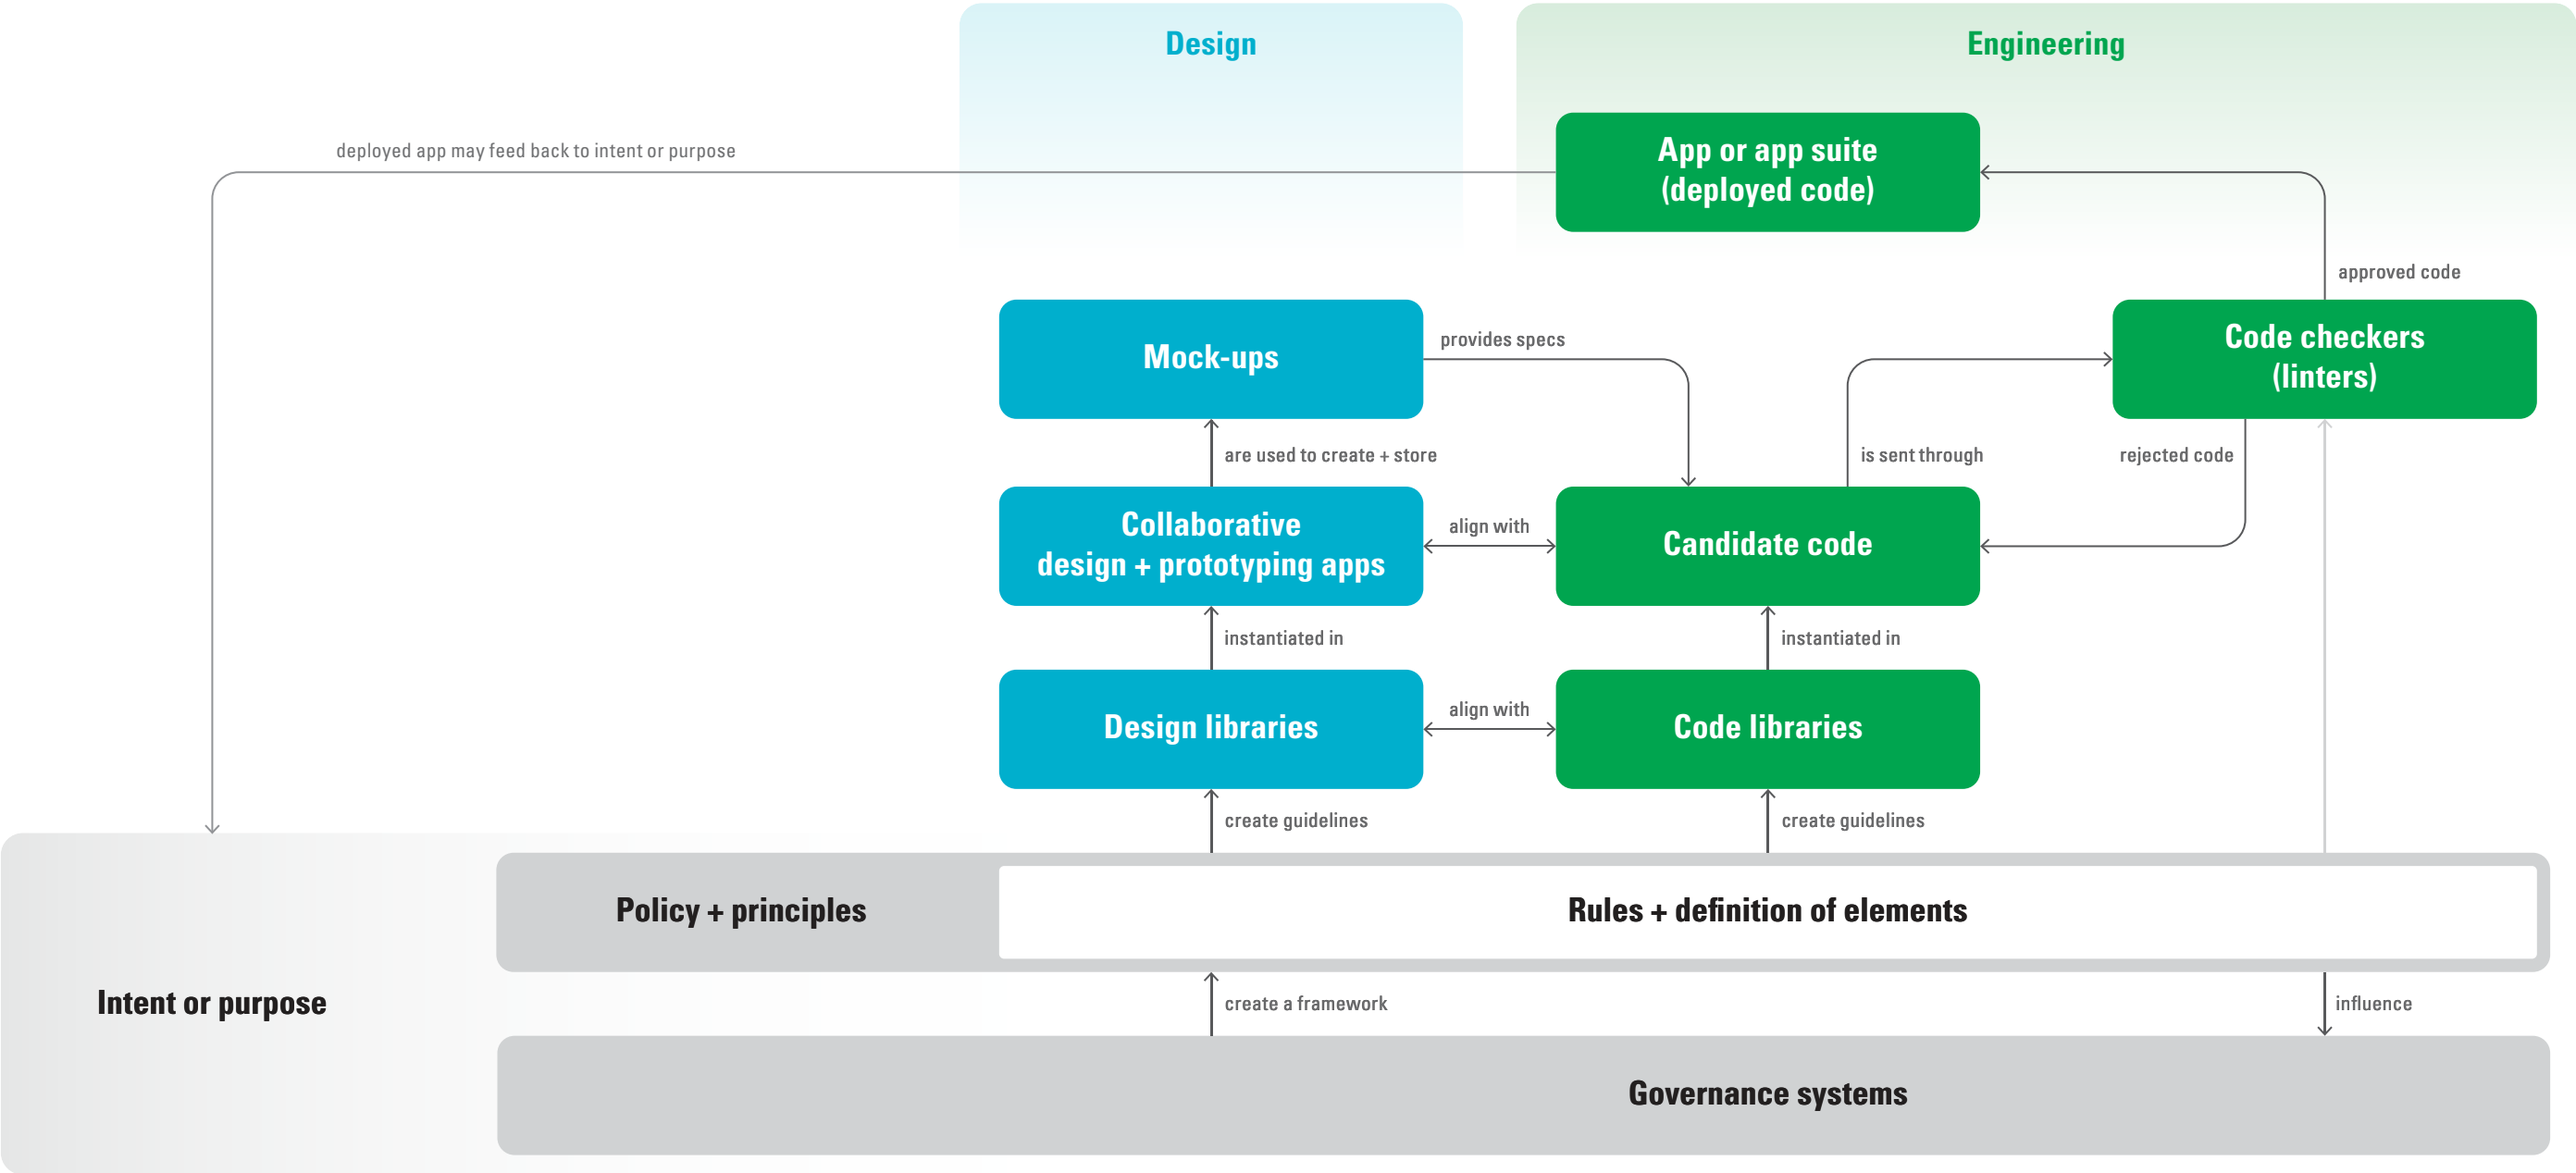 Design
Engineering
App or app suite
(deployed code)
deployed app may feed back to intent or purpose
approved code
Mock-ups
provides specs
Code checkers
(linters)
are used to create + store
is sent through
rejected code
Collaborative
design + prototyping apps
align with
Candidate code
instantiated in
instantiated in
Design libraries
align with
Code libraries
create guidelines
create guidelines
Policy + principles
Rules + definition of elements
Intent or purpose
create a framework
influence
Governance systems